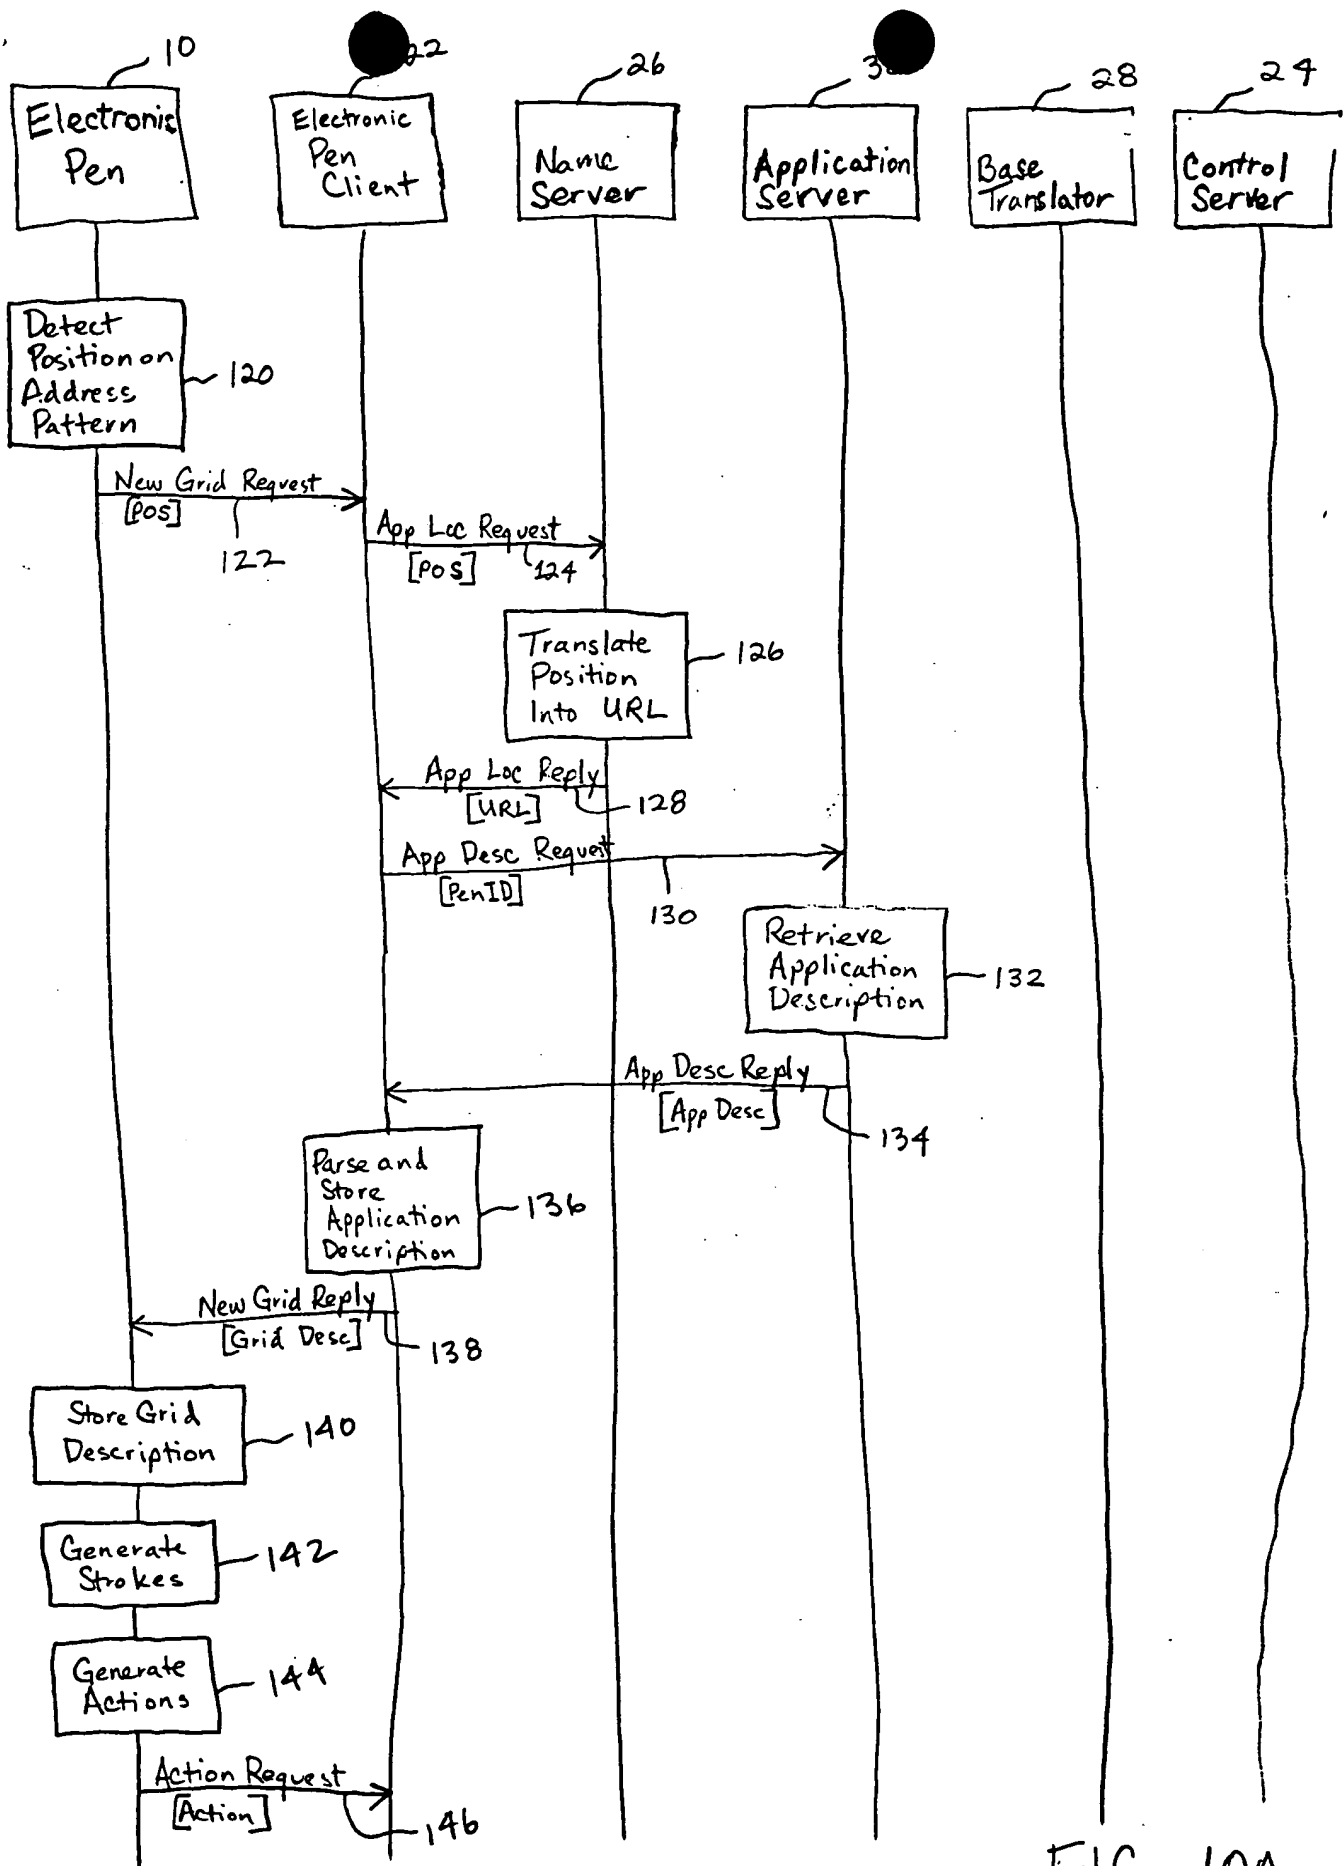 10
22
26
3
28
24
Electronic
Pen
Electronic
Pen
Client
Name
Server
Application
Server
Base
Translator
Control
Server
Detect
Position on
Address
Pattern
120
New Grid Request
[POS]
122
App Loc Request
[POS]
124
Translate
Position
Into URL
126
App Loc Reply
[URL]
128
App Desc Request
[PenID]
130
Retrieve
Application
Description
132
App Desc Reply
[App Desc]
134
Parse and
Store
Application
Description
136
New Grid Reply
[Grid Desc]
138
Store Grid
Description
140
Generate
Strokes
142
Generate
Actions
144
Action Request
[Action]
146
FIG. 10A